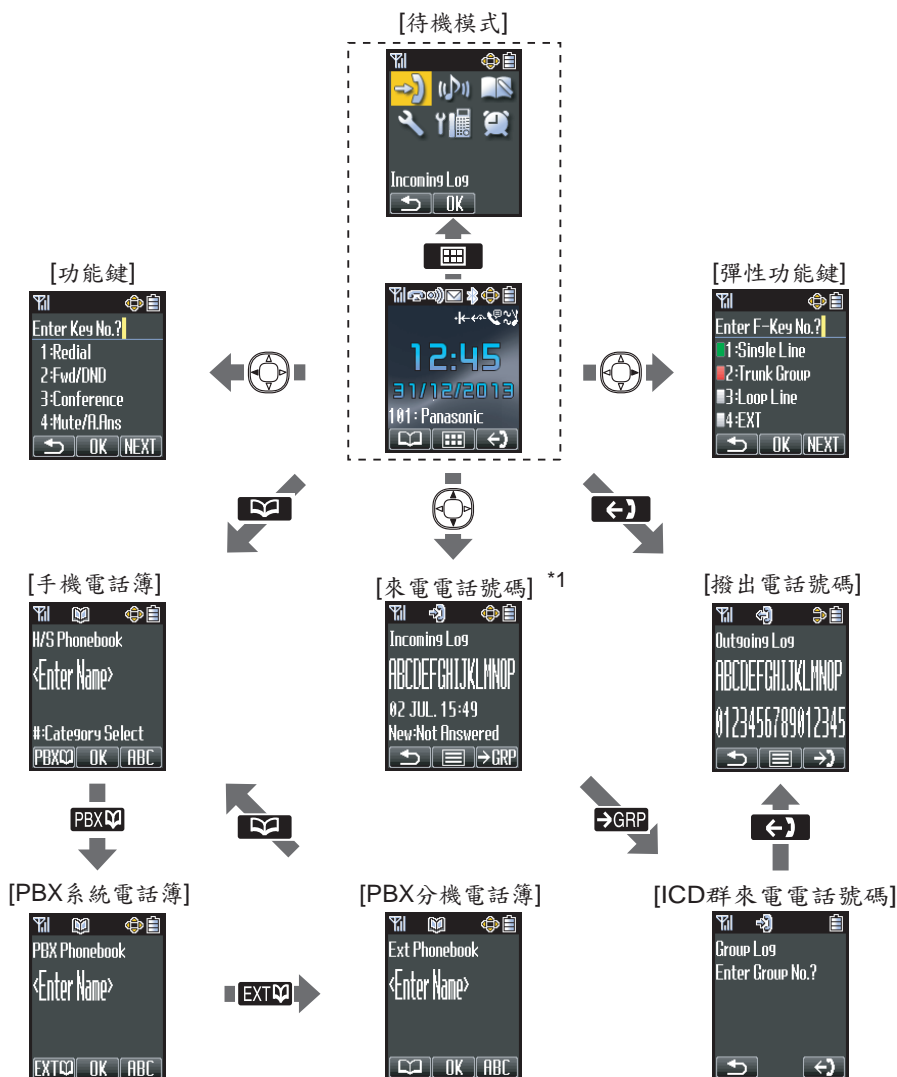 [待機模式]
Incoming Log
OK
[功能鍵]
Enter Key No.?
1:Redial
2:Fwd/DND
3:Conference
4:Mute/A.Ans
OK NEXT
12:45
31/12/2013
101: Panasonic
[彈性功能鍵]
Enter F-Key No.?
1:Single Line
2:Trunk Group
3:Loop Line
4:EXT
OK NEXT
[手機電話簿]
H/S Phonebook
<Enter Name>
#:Category Select
PBX OK ABC
[來電電話號碼] *1
Incoming Log
ABCDEFGHIJKLMNOP
02 JUL. 15:49
New:Not Answered
→GRP
[撥出電話號碼]
Outgoing Log
ABCDEFGHIJKLMNOP
0123456789012345
PBX
→GRP
[PBX系統電話簿]
PBX Phonebook
<Enter Name>
EXT OK ABC
EXT
[PBX分機電話簿]
Ext Phonebook
<Enter Name>
OK ABC
[ICD群來電電話號碼]
Group Log
Enter Group No.?